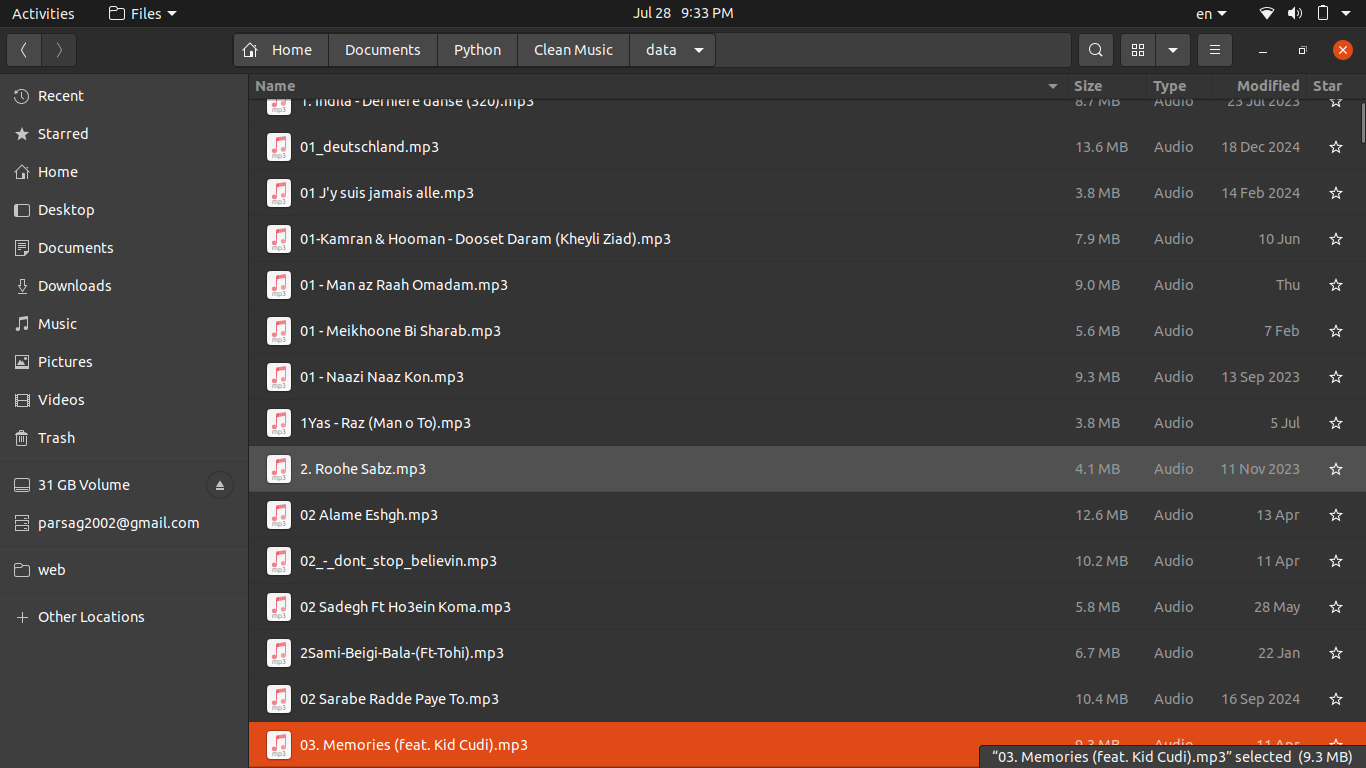 Activities Files Jul 28 9:33 PM en
Home Documents Python Clean Music data
Name Size Type Modified Star
Recent
Starred
Home
Desktop
Documents
Downloads
Music
Pictures
Videos
Trash
31 GB Volume
parsag2002@gmail.com
web
Other Locations
1. Indila - Derniere danse (320).mp3 8.7 MB Audio 23 Jul 2023
01_deutschland.mp3 13.6 MB Audio 18 Dec 2024
01 J'y suis jamais alle.mp3 3.8 MB Audio 14 Feb 2024
01-Kamran & Hooman - Dooset Daram (Kheyli Ziad).mp3 7.9 MB Audio 10 Jun
01 - Man az Raah Omadam.mp3 9.0 MB Audio Thu
01 - Meikhoone Bi Sharab.mp3 5.6 MB Audio 7 Feb
01 - Naazi Naaz Kon.mp3 9.3 MB Audio 13 Sep 2023
1Yas - Raz (Man o To).mp3 3.8 MB Audio 5 Jul
2. Roohe Sabz.mp3 4.1 MB Audio 11 Nov 2023
02 Alame Eshgh.mp3 12.6 MB Audio 13 Apr
02_-_dont_stop_believin.mp3 10.2 MB Audio 11 Apr
02 Sadegh Ft Ho3ein Koma.mp3 5.8 MB Audio 28 May
2Sami-Beigi-Bala-(Ft-Tohi).mp3 6.7 MB Audio 22 Jan
02 Sarabe Radde Paye To.mp3 10.4 MB Audio 16 Sep 2024
03. Memories (feat. Kid Cudi).mp3 9.3 MB Audio 11 Apr
“03. Memories (feat. Kid Cudi).mp3” selected (9.3 MB)